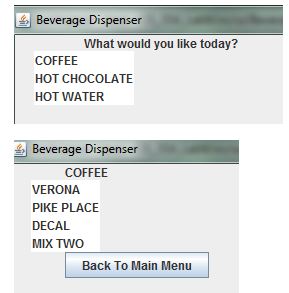 Beverage Dispenser
What would you like today?
COFFEE
HOT CHOCOLATE
HOT WATER
Beverage Dispenser
COFFEE
VERONA
PIKE PLACE
DECAL
MIX TWO
Back To Main Menu